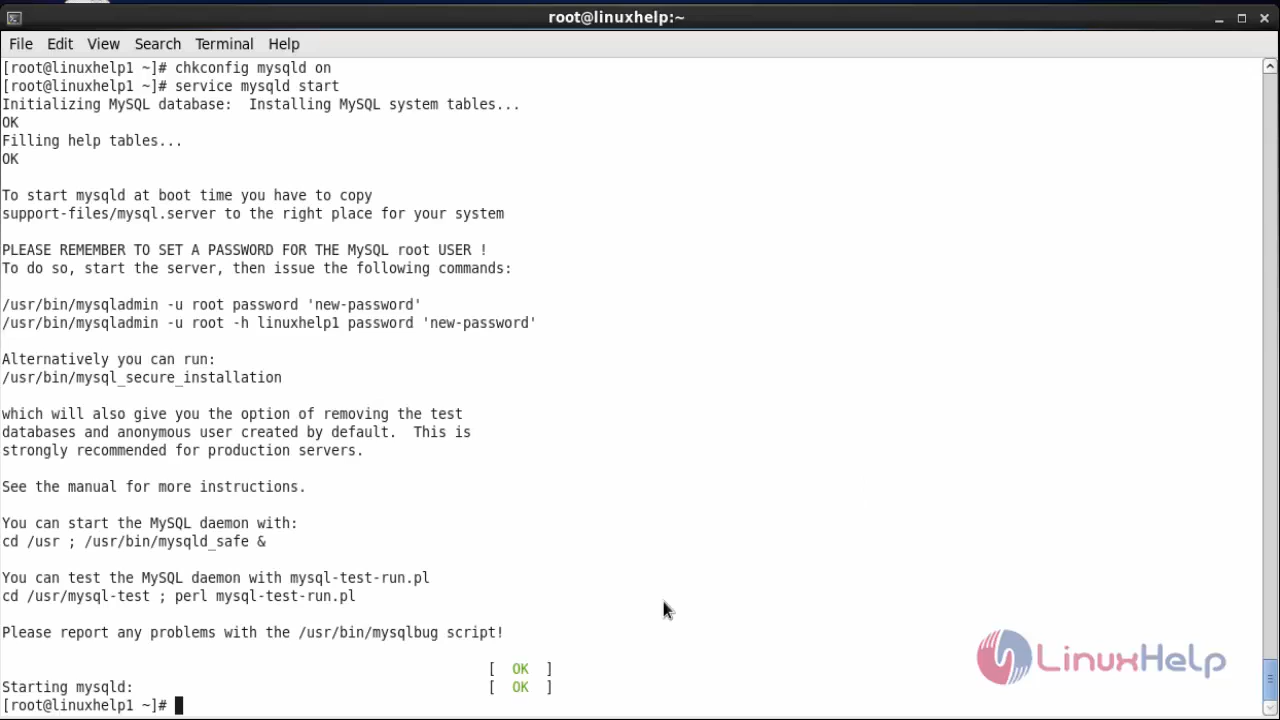 root@linuxhelp:~
File Edit View Search Terminal Help
[root@linuxhelp1 ~]# chkconfig mysqld on
[root@linuxhelp1 ~]# service mysqld start
Initializing MySQL database:  Installing MySQL system tables...
OK
Filling help tables...
OK
To start mysqld at boot time you have to copy
support-files/mysql.server to the right place for your system
PLEASE REMEMBER TO SET A PASSWORD FOR THE MySQL root USER !
To do so, start the server, then issue the following commands:
/usr/bin/mysqladmin -u root password 'new-password'
/usr/bin/mysqladmin -u root -h linuxhelp1 password 'new-password'
Alternatively you can run:
/usr/bin/mysql_secure_installation
which will also give you the option of removing the test
databases and anonymous user created by default.  This is
strongly recommended for production servers.
See the manual for more instructions.
You can start the MySQL daemon with:
cd /usr ; /usr/bin/mysqld_safe &
You can test the MySQL daemon with mysql-test-run.pl
cd /usr/mysql-test ; perl mysql-test-run.pl
Please report any problems with the /usr/bin/mysqlbug script!
[  OK  ]
Starting mysqld: [  OK  ]
[root@linuxhelp1 ~]#
LinuxHelp